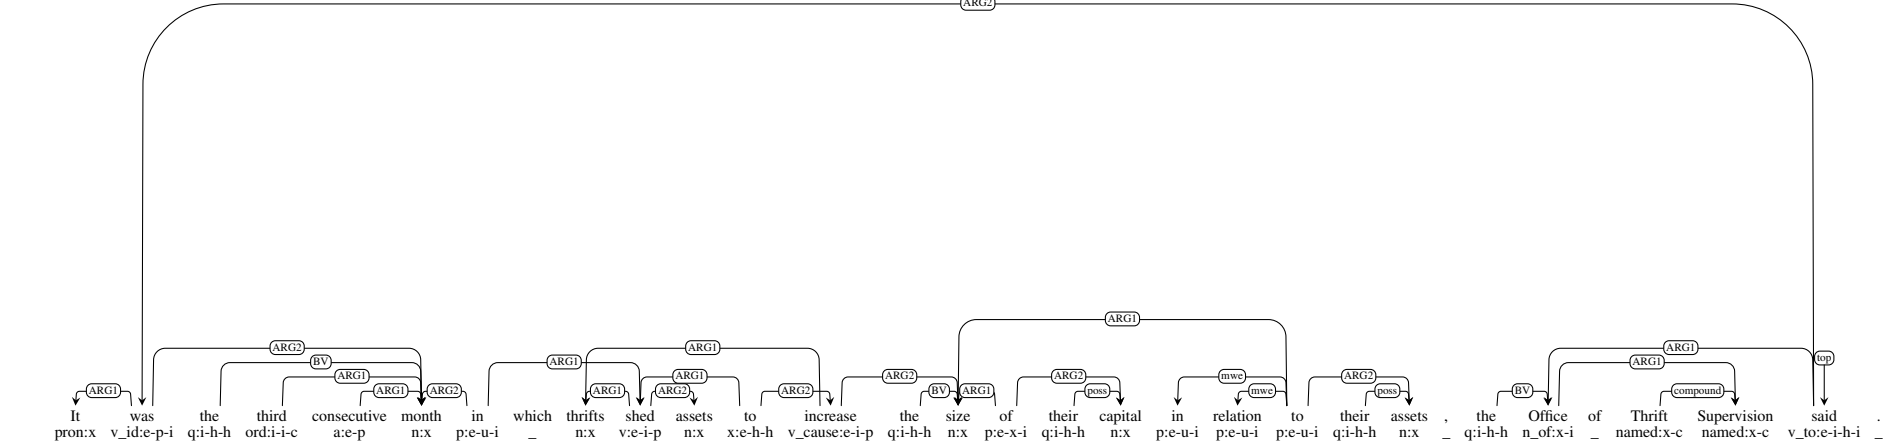 ARG2
ARG1
ARG2 ARG1
BV ARG1 top
ARG1 ARG1 ARG2 mwe ARG2 ARG1
ARG1 ARG1 ARG2 ARG1 ARG2 ARG2 BV ARG1 poss mwe poss BV compound
It was the third consecutive month in which thrifts shed assets to increase the size of their capital in relation to their assets , the Office of Thrift Supervision said .
pron:x v_id:e-p-i q:i-h-h ord:i-i-c a:e-p n:x p:e-u-i _ n:x v:e-i-p n:x x:e-h-h v_cause:e-i-p q:i-h-h n:x p:e-x-i q:i-h-h n:x p:e-u-i p:e-u-i p:e-u-i q:i-h-h n:x _ q:i-h-h n_of:x-i _ named:x-c named:x-c v_to:e-i-h-i _